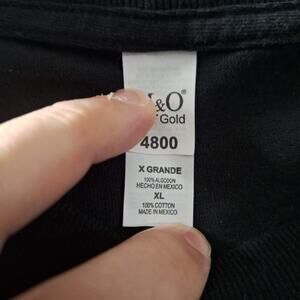 &O®
Gold
4800
X GRANDE
100% ALGODON
HECHO EN MEXICO
XL
100% COTTON
MADE IN MEXICO